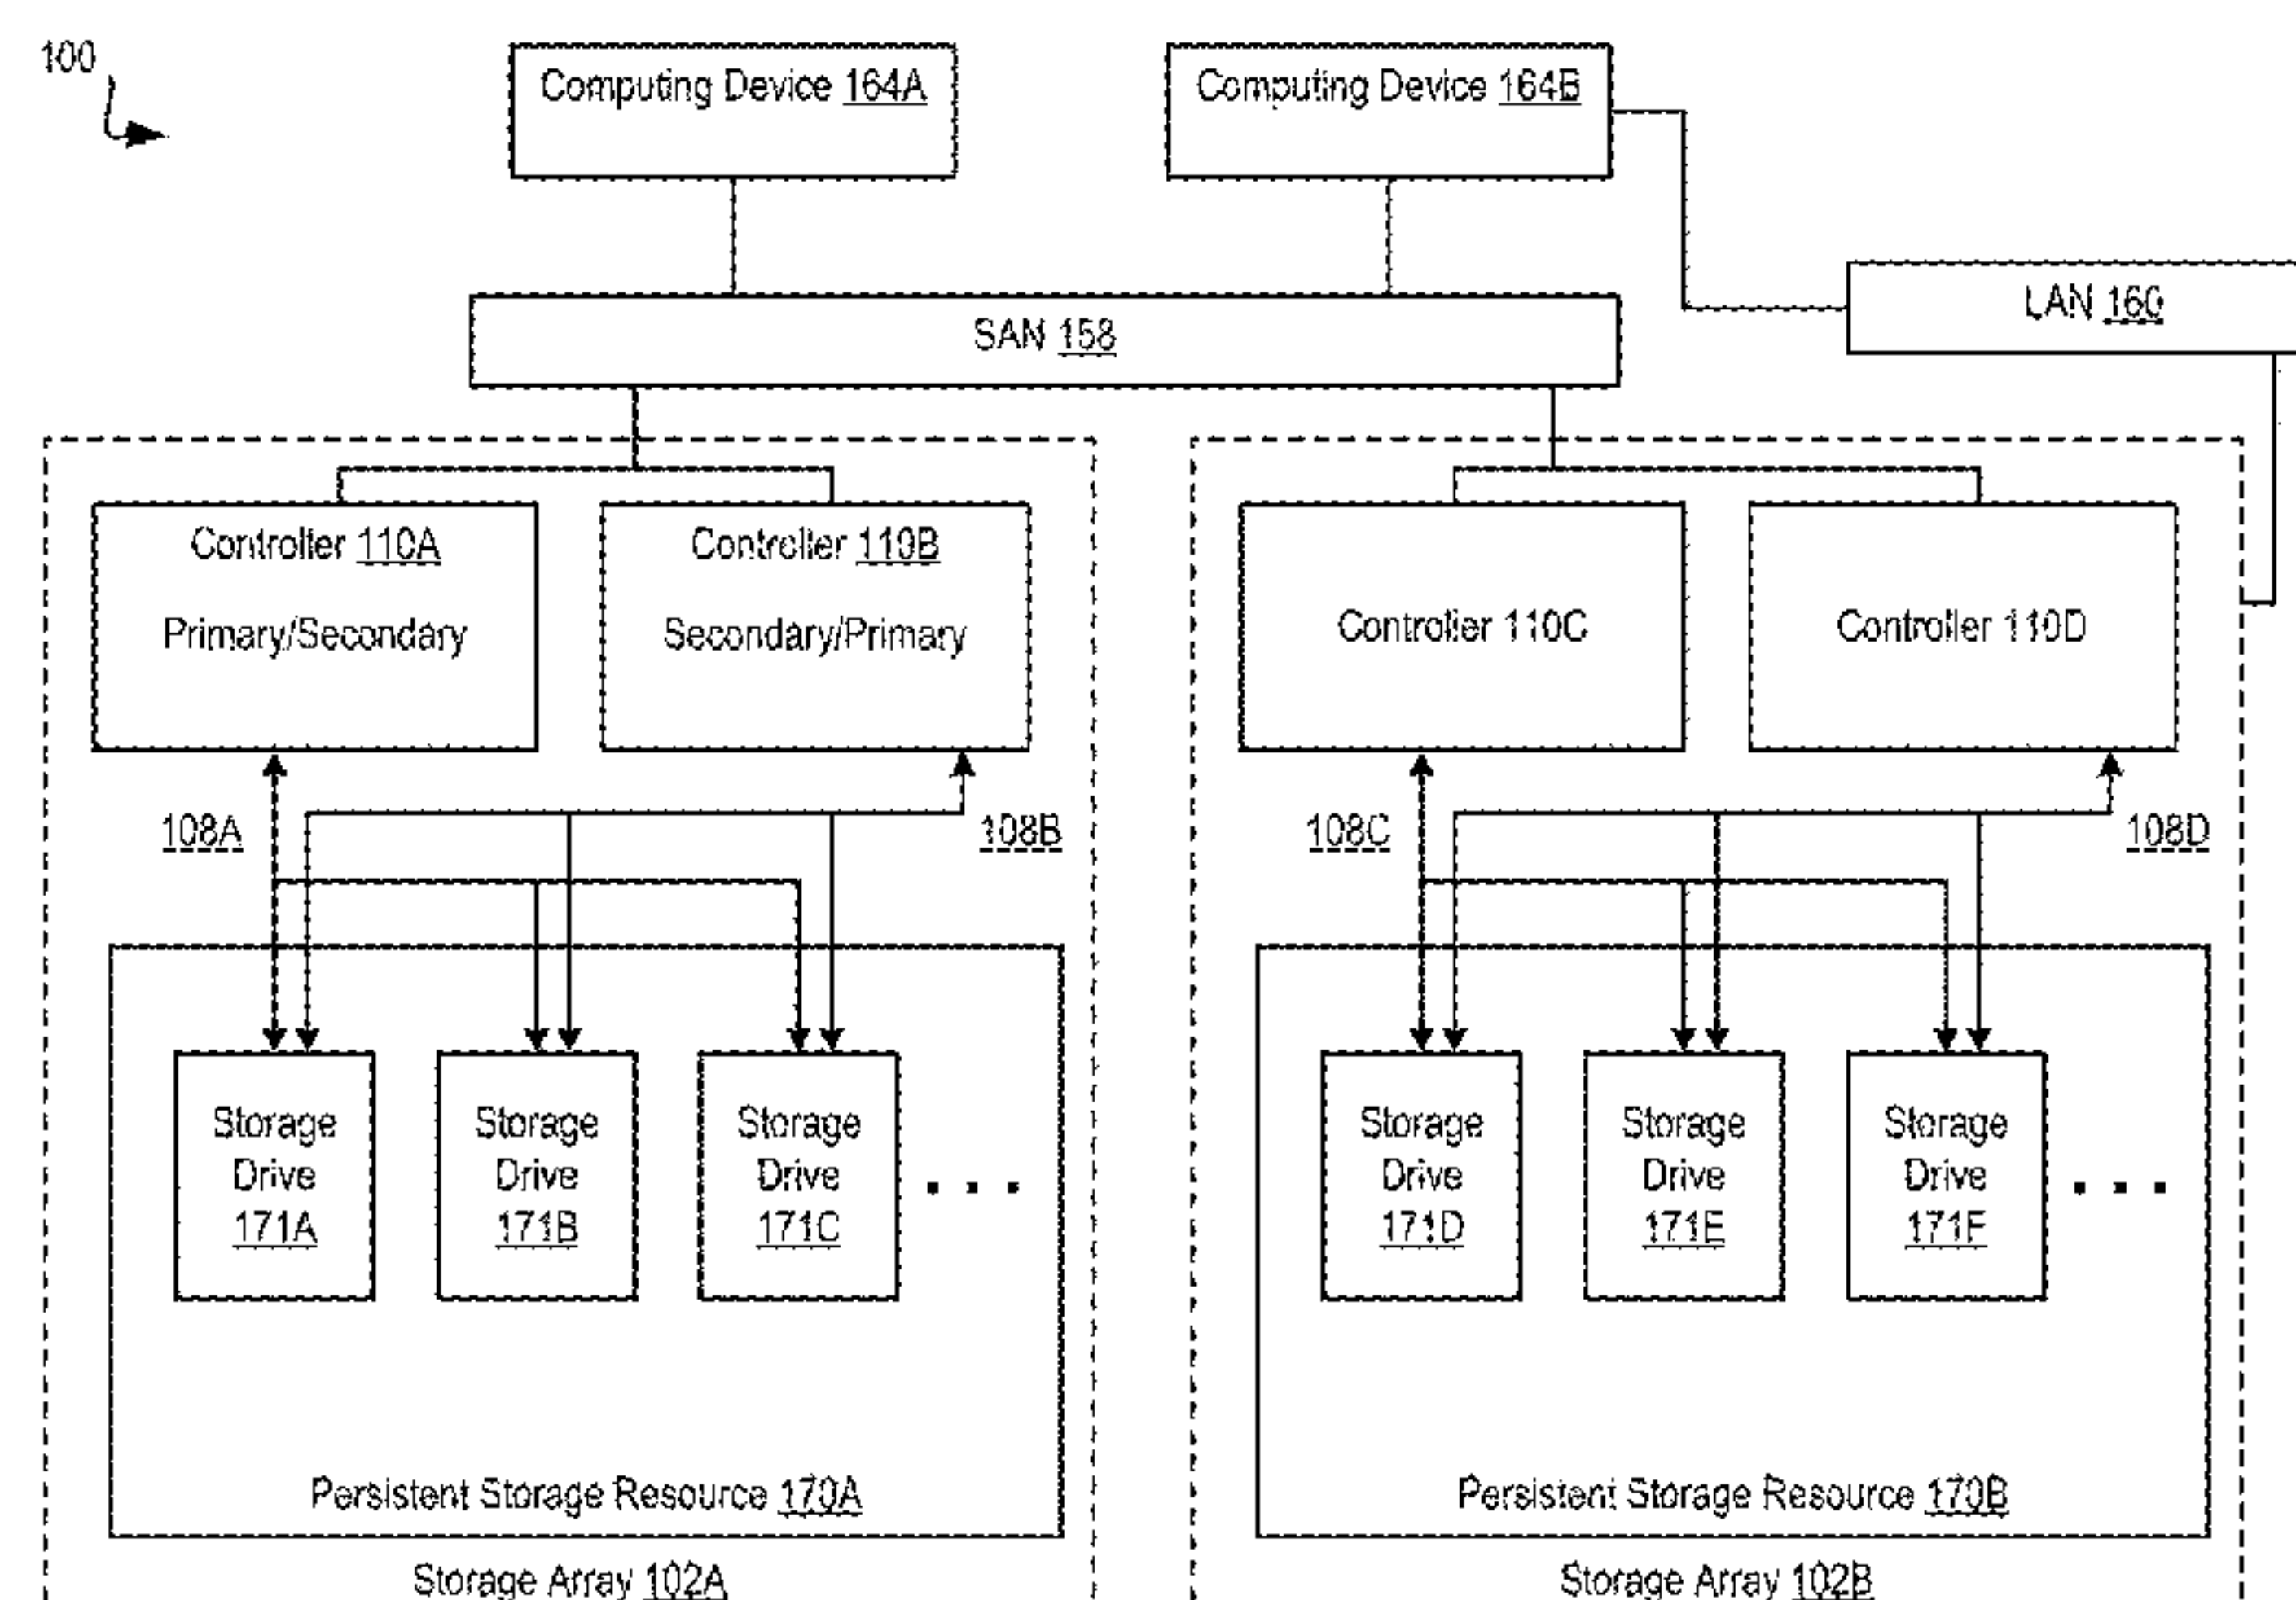 100
Computing Device 164A
Computing Device 164B
LAN 160
SAN 158
Controller 110A
Primary/Secondary
Controller 110B
Secondary/Primary
Controller 110C
Controller 110D
108A
108B
108C
108D
Storage
Drive
171A
Storage
Drive
171B
Storage
Drive
171C
. . .
Storage
Drive
171D
Storage
Drive
171E
Storage
Drive
171F
. . .
Persistent Storage Resource 170A
Persistent Storage Resource 170B
Storage Array 102A
Storage Array 102B